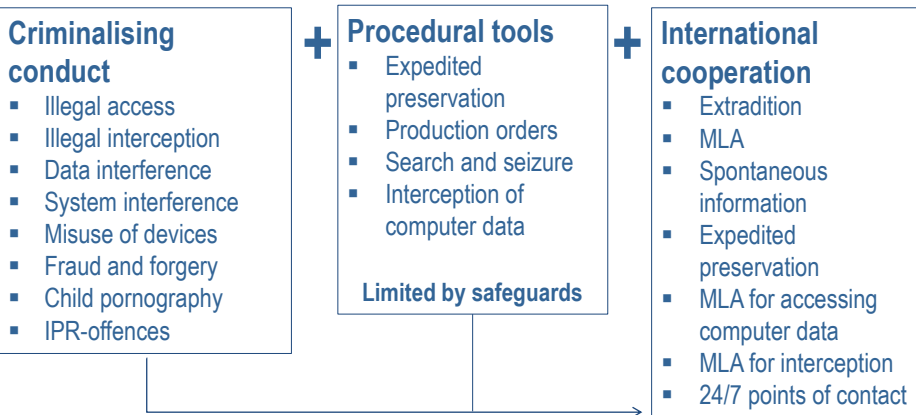 Criminalising
conduct
▪ Illegal access
▪ Illegal interception
▪ Data interference
▪ System interference
▪ Misuse of devices
▪ Fraud and forgery
▪ Child pornography
▪ IPR-offences
+
Procedural tools
▪ Expedited
preservation
▪ Production orders
▪ Search and seizure
▪ Interception of
computer data
Limited by safeguards
+
International
cooperation
▪ Extradition
▪ MLA
▪ Spontaneous
information
▪ Expedited
preservation
▪ MLA for accessing
computer data
▪ MLA for interception
▪ 24/7 points of contact